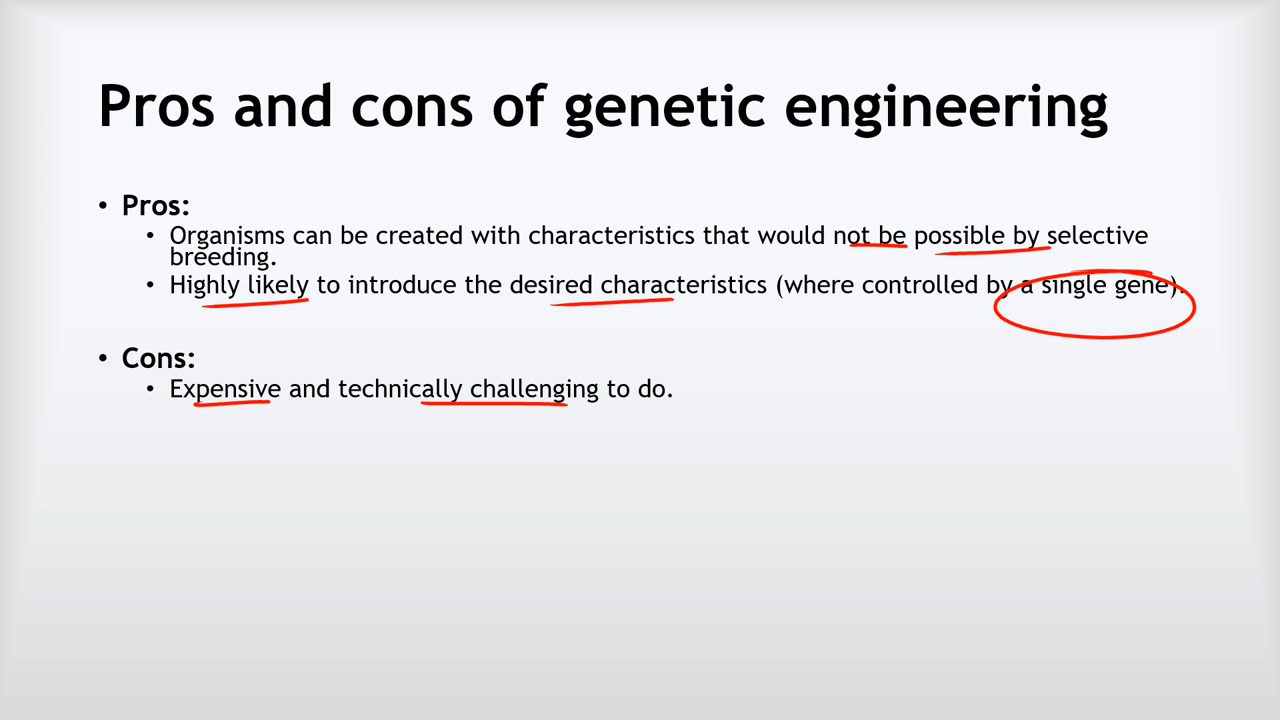 Pros and cons of genetic engineering
• Pros:
• Organisms can be created with characteristics that would not be possible by selective
breeding.
• Highly likely to introduce the desired characteristics (where controlled by a single gene).
• Cons:
• Expensive and technically challenging to do.